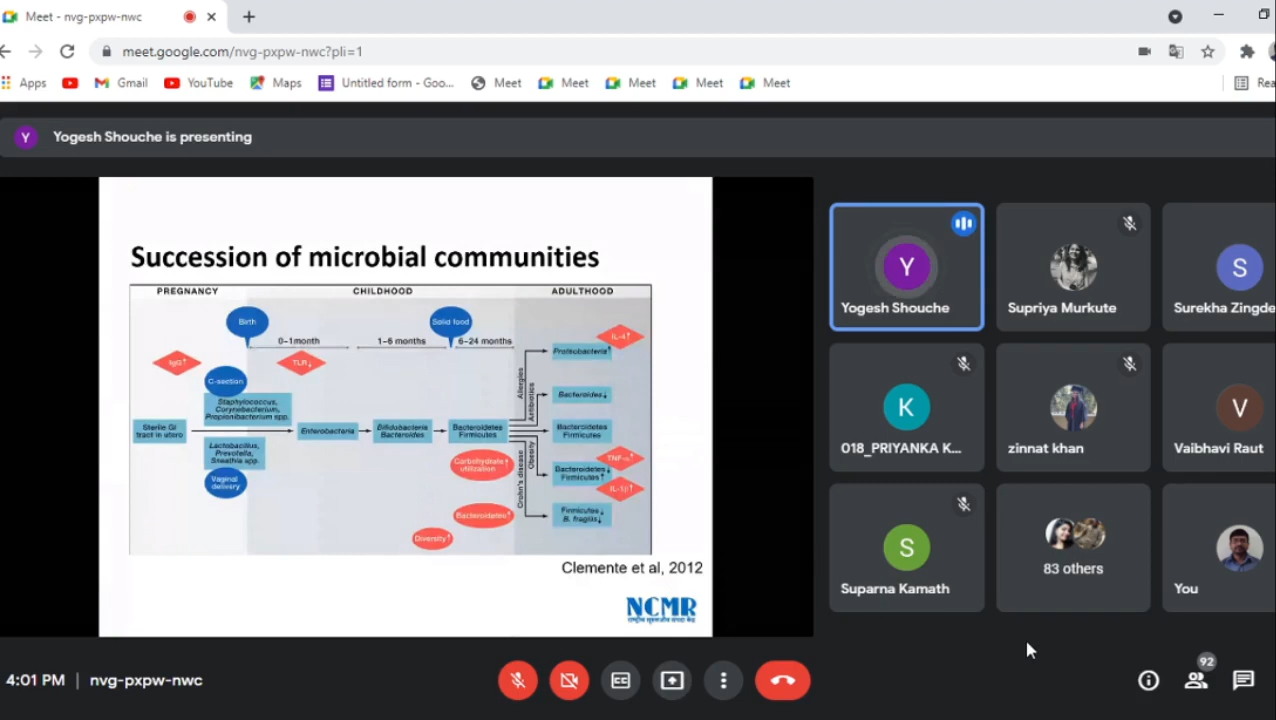 Meet - nvg-pxpw-nwc
meet.google.com/nvg-pxpw-nwc?pli=1
Apps
Gmail
YouTube
Maps
Untitled form - Goo...
Meet
Meet
Meet
Meet
Meet
Rea
Y
Yogesh Shouche is presenting
Succession of microbial communities
PREGNANCY
CHILDHOOD
ADULTHOOD
Birth
Solid food
0-1month
1-6 months
6-24 months
IL-4↑
IgG↑
TLR↓
Proteobacteria↑
C-section
Staphylococcus,
Corynebacterium,
Propionibacterium spp.
Allergies
Antibiotics
Bacteroides↓
Sterile GI
tract in utero
Enterobacteria
Bifidobacteria
Bacteroides
Bacteroidetes
Firmicutes
Bacteroidetes
Firmicutes
Lactobacillus,
Prevotella,
Sneathia spp.
Vaginal
delivery
Carbohydrate↑
utilization
Crohn's disease
Obesity
TNF-α↑
Bacteroidetes↓
Firmicutes↑
IL-1β↑
Bacteroidetes↑
Firmicutes↓
B. fragilis↓
Diversity↑
Clemente et al, 2012
NCMR
राष्ट्रीय सूक्ष्मजीव संपदा केंद्र
Y
Yogesh Shouche
Supriya Murkute
S
Surekha Zingde
K
018_PRIYANKA K...
zinnat khan
V
Vaibhavi Raut
S
Suparna Kamath
83 others
You
4:01 PM
nvg-pxpw-nwc
92